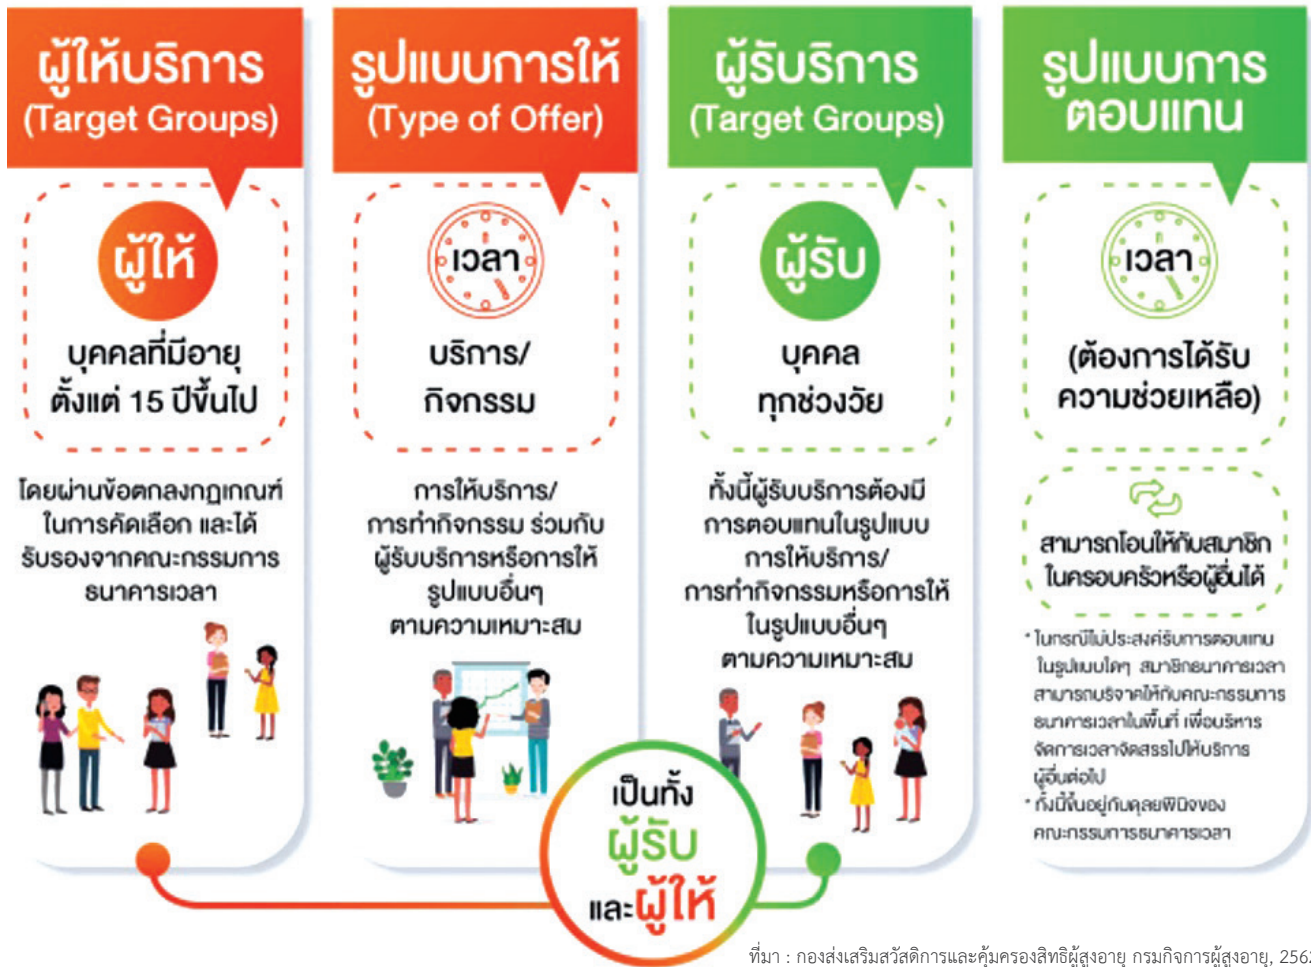 ผู้ให้บริการ
(Target Groups)
ผู้ให้
บุคคลที่มีอายุ
ตั้งแต่ 15 ปีขึ้นไป
โดยผ่านข้อตกลงกฎเกณฑ์
ในการคัดเลือก และได้
รับรองจากคณะกรรมการ
ธนาคารเวลา
รูปแบบการให้
(Type of Offer)
เวลา
บริการ/
กิจกรรม
การให้บริการ/
การทำกิจกรรม ร่วมกับ
ผู้รับบริการหรือการให้
รูปแบบอื่นๆ
ตามความเหมาะสม
ผู้รับริการ
(Target Groups)
ผู้รับ
บุคคล
ทุกช่วงวัย
ทั้งนี้ผู้รับบริการต้องมี
การตอบแทนในรูปแบบ
การให้บริการ/
การทำกิจกรรมหรือการให้
ในรูปแบบอื่นๆ
ตามความเหมาะสม
รูปแบบการ
ตอบแทน
เวลา
(ต้องการได้รับ
ความช่วยเหลือ)
สามารถโอนให้กับสมาชิก
ในครอบครัวหรือผู้อื่นได้
* ในกรณีไม่ประสงค์รับการตอบแทน
ในรูปแบบใดๆ สมาชิกธนาคารเวลา
สามารถบริจาคให้กับคณะกรรมการ
ธนาคารเวลาในพื้นที่ เพื่อบริหาร
จัดการเวลาจัดสรรไปให้บริการ
ผู้อื่นต่อไป
* ทั้งนี้ขึ้นอยู่กับดุลยพินิจของ
คณะกรรมการธนาคารเวลา
เป็นทั้ง
ผู้รับ
และผู้ให้
ที่มา : กองส่งเสริมสวัสดิการและคุ้มครองสิทธิผู้สูงอายุ กรมกิจการผู้สูงอายุ,